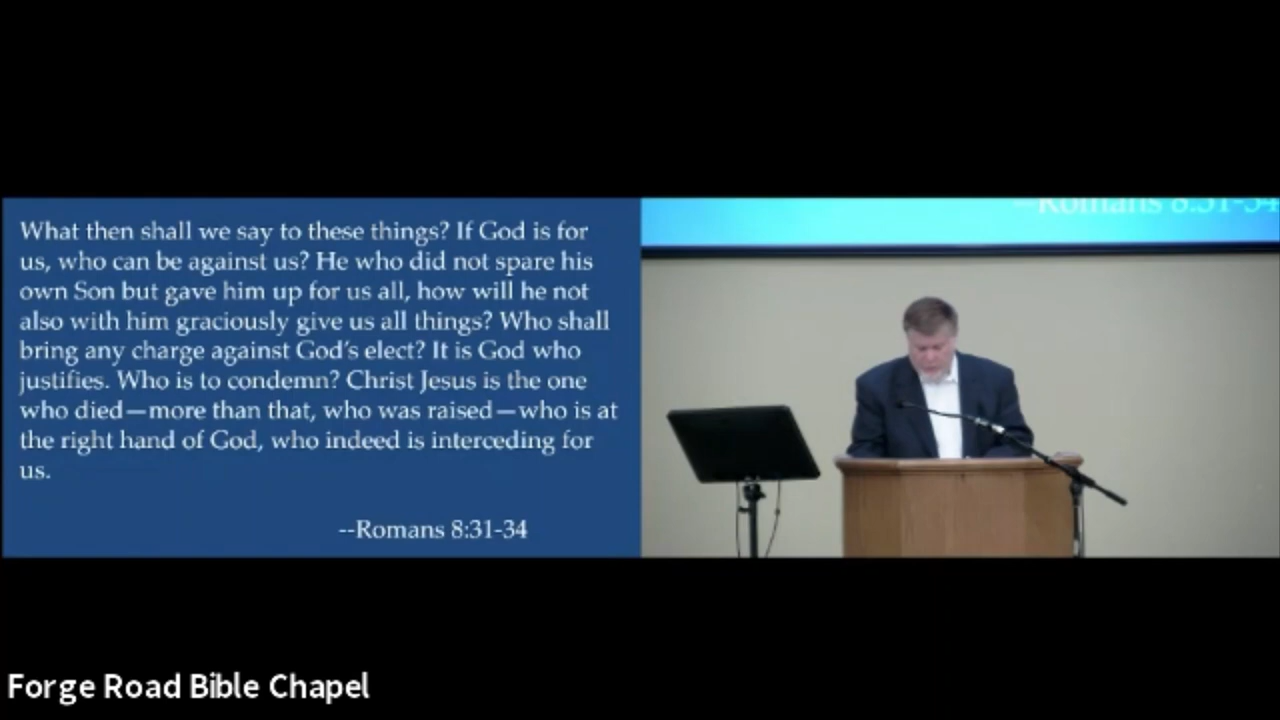 What then shall we say to these things? If God is for
us, who can be against us? He who did not spare his
own Son but gave him up for us all, how will he not
also with him graciously give us all things? Who shall
bring any charge against God's elect? It is God who
justifies. Who is to condemn? Christ Jesus is the one
who died—more than that, who was raised—who is at
the right hand of God, who indeed is interceding for
us.
--Romans 8:31-34
--Romans 8:31-34
Forge Road Bible Chapel